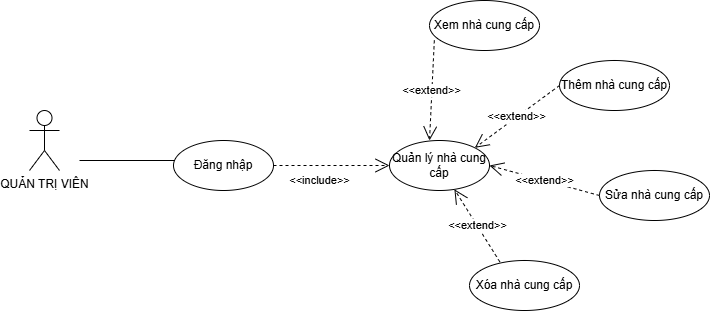 Xem nhà cung cấp
<<extend>>
Thêm nhà cung cấp
<<extend>>
Đăng nhập
<<include>>
Quản lý nhà cung
cấp
<<extend>>
Sửa nhà cung cấp
QUẢN TRỊ VIÊN
<<extend>>
Xóa nhà cung cấp